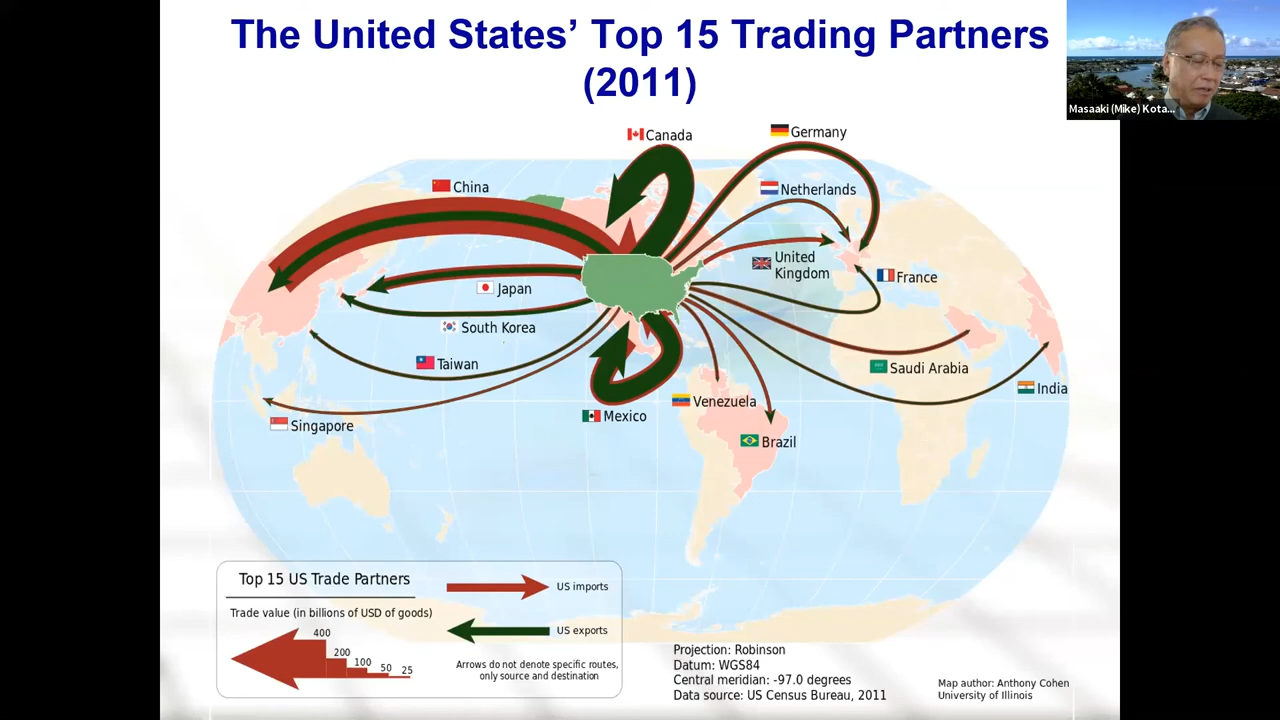 The United States’ Top 15 Trading Partners
(2011)
Masaaki (Mike) Kota...
Canada
Germany
China
Netherlands
United
Kingdom
France
Japan
South Korea
Taiwan
Saudi Arabia
India
Singapore
Mexico
Venezuela
Brazil
Top 15 US Trade Partners
US imports
Trade value (in billions of USD of goods)
400
200
100
50
25
US exports
Arrows do not denote specific routes,
only source and destination
Projection: Robinson
Datum: WGS84
Central meridian: -97.0 degrees
Data source: US Census Bureau, 2011
Map author: Anthony Cohen
University of Illinois